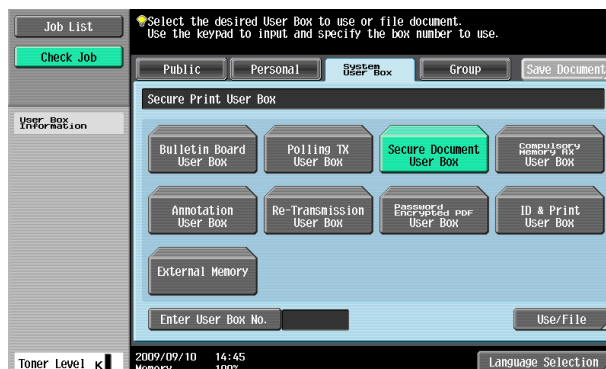 Job List
Check Job
Select the desired User Box to use or file document.
Use the keypad to input and specify the box number to use.
Public
Personal
System
User Box
Group
Save Document
Secure Print User Box
User Box
Information
Bulletin Board
User Box
Polling TX
User Box
Secure Document
User Box
Compulsory
Memory RX
User Box
Annotation
User Box
Re-Transmission
User Box
Password
Encrypted PDF
User Box
ID & Print
User Box
External Memory
Enter User Box No.
Use/File
Toner Level K
2009/09/10 14:45
Memory 100%
Language Selection